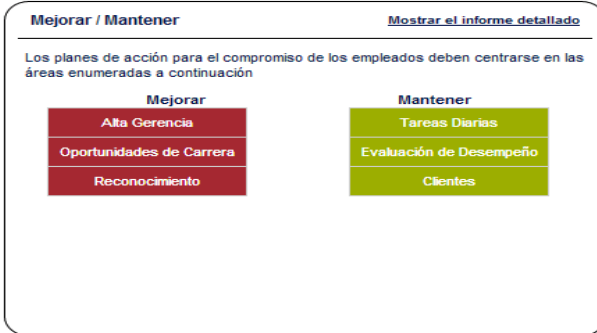 Mejorar / Mantener
Mostrar el informe detallado
Los planes de acción para el compromiso de los empleados deben centrarse en las
áreas enumeradas a continuación
Mejorar
Mantener
Alta Gerencia
Tareas Diarias
Oportunidades de Carrera
Evaluación de Desempeño
Reconocimiento
Clientes